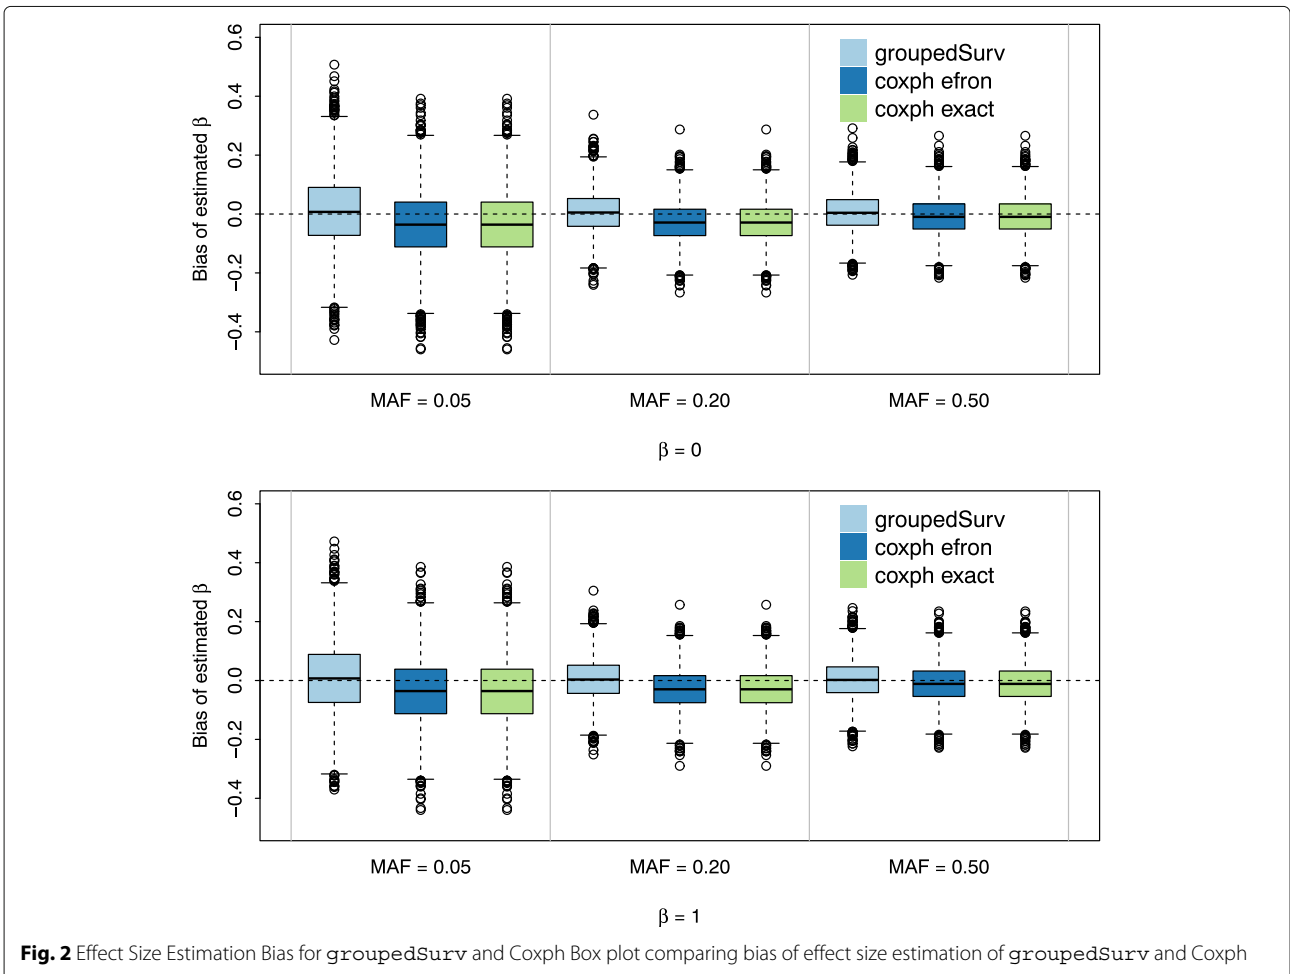 0.6
0.4
0.2
0.0
−0.2
−0.4
Bias of estimated β
groupedSurv
coxph efron
coxph exact
MAF = 0.05
MAF = 0.20
MAF = 0.50
β = 0
0.6
0.4
0.2
0.0
−0.2
−0.4
Bias of estimated β
groupedSurv
coxph efron
coxph exact
MAF = 0.05
MAF = 0.20
MAF = 0.50
β = 1
Fig. 2 Effect Size Estimation Bias for groupedSurv and Coxph Box plot comparing bias of effect size estimation of groupedSurv and Coxph